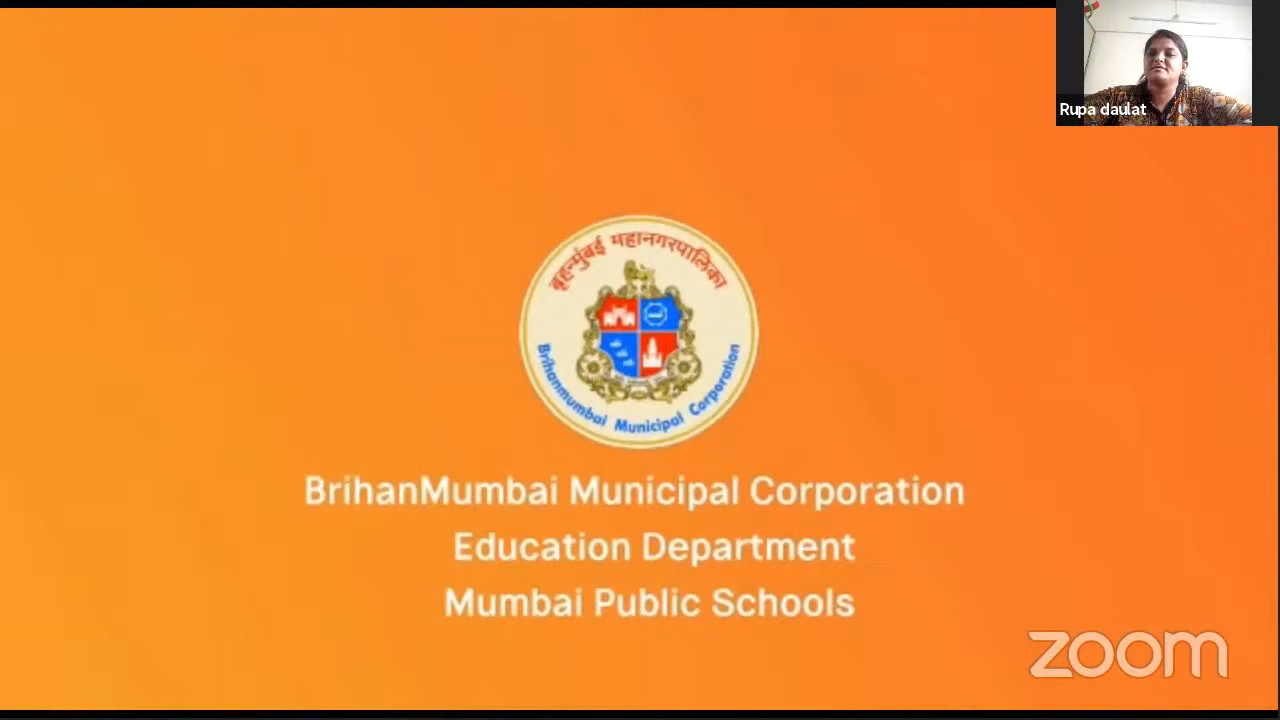 Rupa daulat
बृहन्मुंबई महानगरपालिका
Brihanmumbai Municipal Corporation
BrihanMumbai Municipal Corporation
Education Department
Mumbai Public Schools
zoom